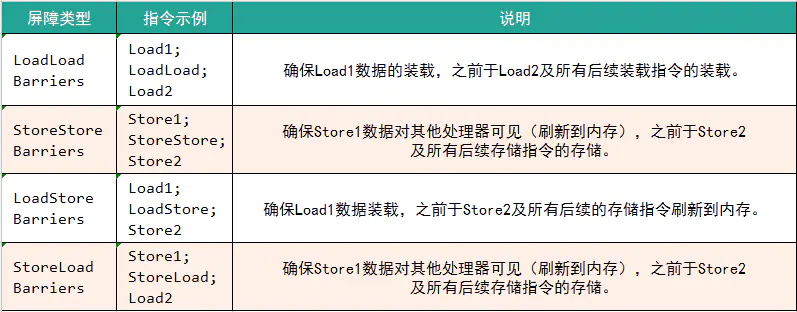 屏障类型
指令示例
说明
LoadLoad
Barriers
Load1;
LoadLoad;
Load2
确保Load1数据的装载，之前于Load2及所有后续装载指令的装载。
StoreStore
Barriers
Store1;
StoreStore;
Store2
确保Store1数据对其他处理器可见（刷新到内存），之前于Store2
及所有后续存储指令的存储。
LoadStore
Barriers
Load1;
LoadStore;
Store2
确保Load1数据装载，之前于Store2及所有后续的存储指令刷新到内存。
StoreLoad
Barriers
Store1;
StoreLoad;
Load2
确保Store1数据对其他处理器可见（刷新到内存），之前于Store2
及所有后续存储指令的存储。